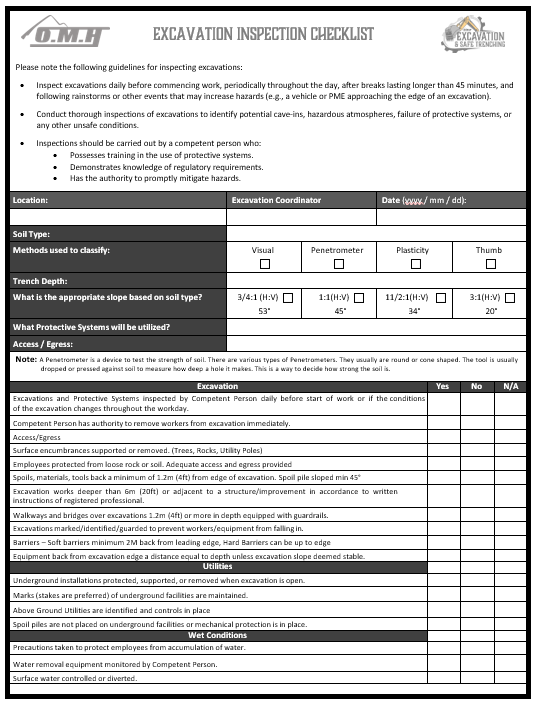 O.M.H
EXCAVATION INSPECTION CHECKLIST
EXCAVATION
& SAFE TRENCHING
Please note the following guidelines for inspecting excavations:
• Inspect excavations daily before commencing work, periodically throughout the day, after breaks lasting longer than 45 minutes, and
following rainstorms or other events that may increase hazards (e.g., a vehicle or PME approaching the edge of an excavation).
• Conduct thorough inspections of excavations to identify potential cave-ins, hazardous atmospheres, failure of protective systems, or
any other unsafe conditions.
• Inspections should be carried out by a competent person who:
• Possesses training in the use of protective systems.
• Demonstrates knowledge of regulatory requirements.
• Has the authority to promptly mitigate hazards.
Location: Excavation Coordinator Date (yyyy / mm / dd):
Soil Type:
Methods used to classify: Visual Penetrometer Plasticity Thumb
Trench Depth:
What is the appropriate slope based on soil type? 3/4:1 (H:V) 1:1(H:V) 11/2:1(H:V) 3:1(H:V)
53° 45° 34° 20°
What Protective Systems will be utilized?
Access / Egress:
Note: A Penetrometer is a device to test the strength of soil. There are various types of Penetrometers. They usually are round or cone shaped. The tool is usually
dropped or pressed against soil to measure how deep a hole it makes. This is a way to decide how strong the soil is.
Excavation Yes No N/A
Excavations and Protective Systems inspected by Competent Person daily before start of work or if the conditions
of the excavation changes throughout the workday.
Competent Person has authority to remove workers from excavation immediately.
Access/Egress
Surface encumbrances supported or removed. (Trees, Rocks, Utility Poles)
Employees protected from loose rock or soil. Adequate access and egress provided
Spoils, materials, tools back a minimum of 1.2m (4ft) from edge of excavation. Spoil pile sloped min 45°
Excavation works deeper than 6m (20ft) or adjacent to a structure/improvement in accordance to written
instructions of registered professional.
Walkways and bridges over excavations 1.2m (4ft) or more in depth equipped with guardrails.
Excavations marked/identified/guarded to prevent workers/equipment from falling in.
Barriers – Soft barriers minimum 2M back from leading edge, Hard Barriers can be up to edge
Equipment back from excavation edge a distance equal to depth unless excavation slope deemed stable.
Utilities
Underground installations protected, supported, or removed when excavation is open.
Marks (stakes are preferred) of underground facilities are maintained.
Above Ground Utilities are identified and controls in place
Spoil piles are not placed on underground facilities or mechanical protection is in place.
Wet Conditions
Precautions taken to protect employees from accumulation of water.
Water removal equipment monitored by Competent Person.
Surface water controlled or diverted.